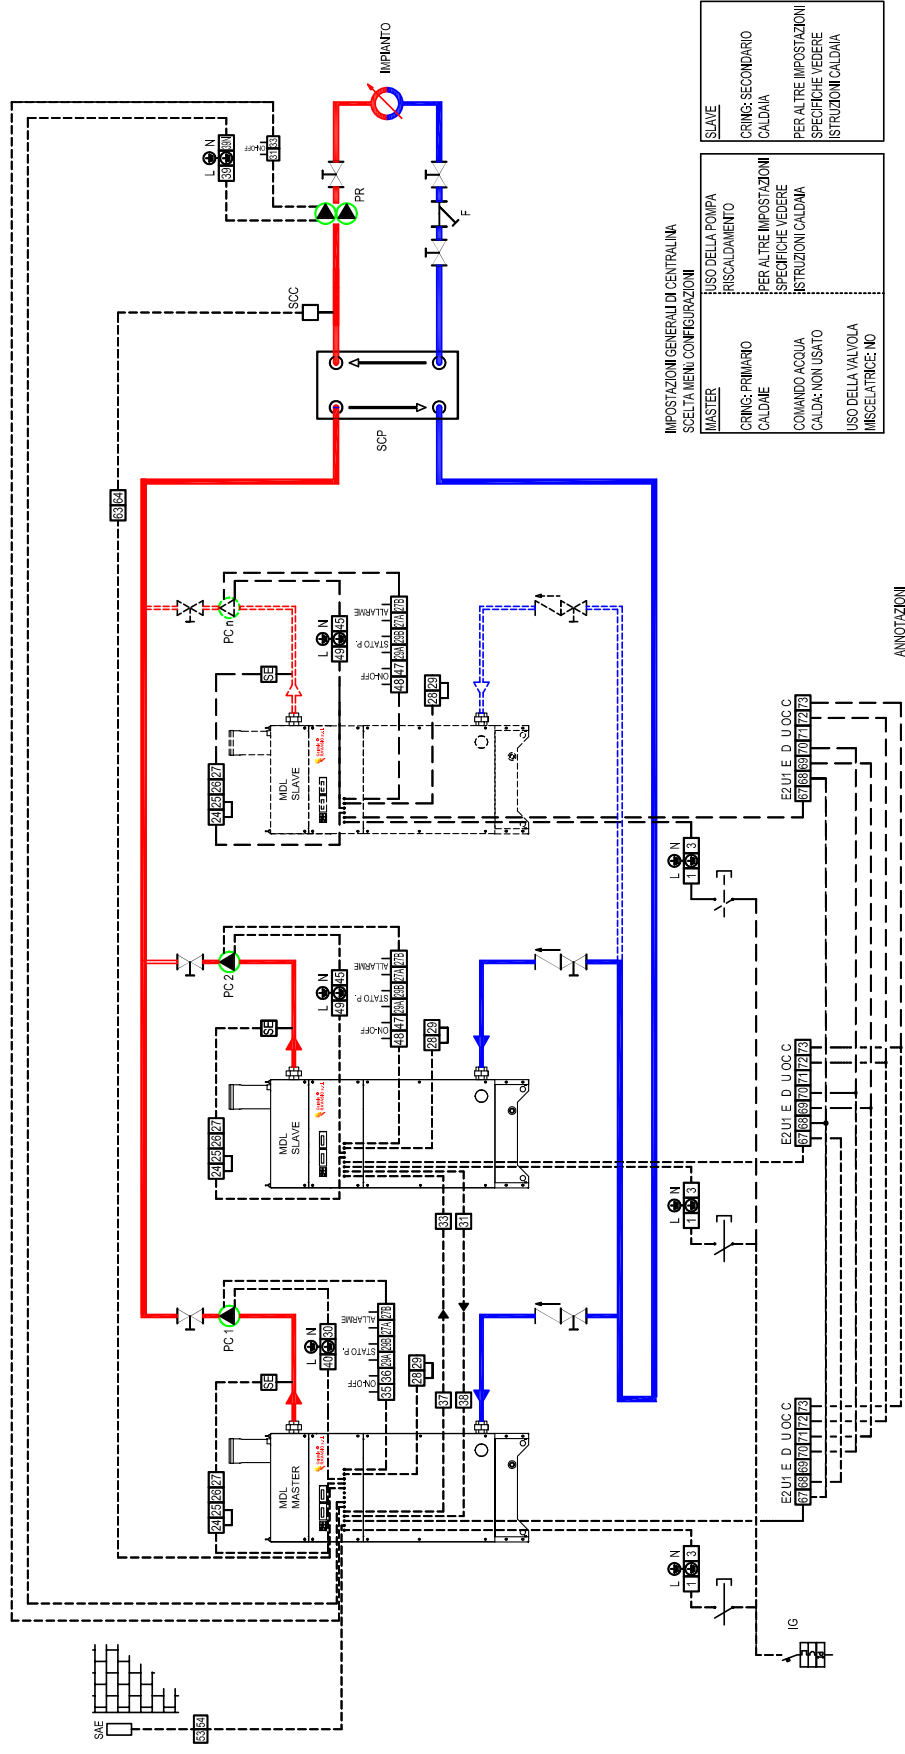 IMPIANTO
PR
F
L N
39 39N
ON-OFF
31 33
SCC
SCP
63 64
PC n
SE
24 25 26 27
MDL
SLAVE
L N
49 45
ON-OFF STATO P. ALLARME
48 47 29A 29B 27A 27B
28 29
L N
1 3
E2 U1 E D U OC C
67 68 69 70 71 72 73
PC 2
SE
24 25 26 27
MDL
SLAVE
L N
49 45
ON-OFF STATO P. ALLARME
48 47 29A 29B 27A 27B
28 29
33
31
L N
1 3
E2 U1 E D U OC C
67 68 69 70 71 72 73
PC 1
SE
24 25 26 27
MDL
MASTER
L N
40 30
ON-OFF STATO P. ALLARME
35 36 29A 29B 27A 27B
28 29
37
38
L N
1 3
E2 U1 E D U OC C
67 68 69 70 71 72 73
IG
SAE
53 54
IMPOSTAZIONI GENERALI DI CENTRALINA
SCELTA MENù CONFIGURAZIONI
MASTER
CRING: PRIMARIO
CALDAIE
COMANDO ACQUA
CALDA: NON USATO
USO DELLA VALVOLA
MISCELATRICE: NO
USO DELLA POMPA
RISCALDAMENTO
PER ALTRE IMPOSTAZIONI
SPECIFICHE VEDERE
ISTRUZIONI CALDAIA
SLAVE
CRING: SECONDARIO
CALDAIA
PER ALTRE IMPOSTAZIONI
SPECIFICHE VEDERE
ISTRUZIONI CALDAIA
ANNOTAZIONI